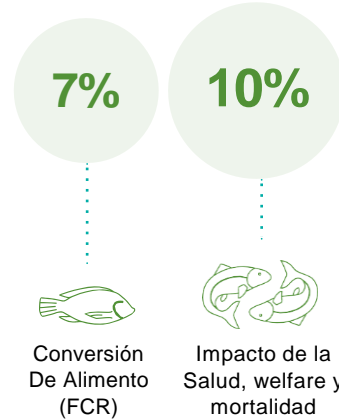 7%
10%
Conversión
De Alimento
(FCR)
Impacto de la
Salud, welfare y
mortalidad